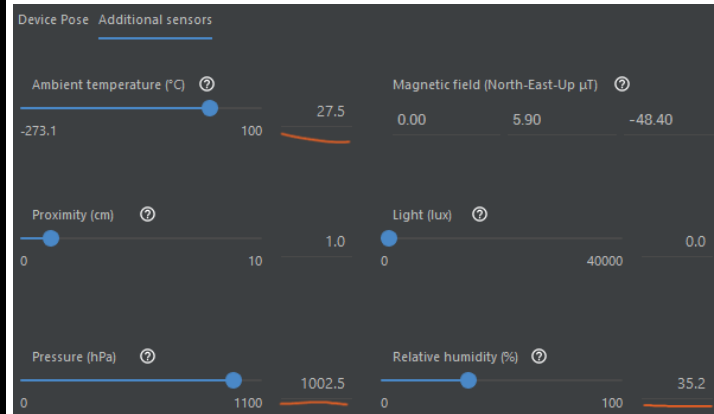 Device Pose Additional sensors
Ambient temperature (°C) ? Magnetic field (North-East-Up μT) ?
27.5 0.00 5.90 -48.40
-273.1 100
Proximity (cm) ? Light (lux) ?
1.0 0.0
0 10 0 40000
Pressure (hPa) ? Relative humidity (%) ?
1002.5 35.2
0 1100 0 100